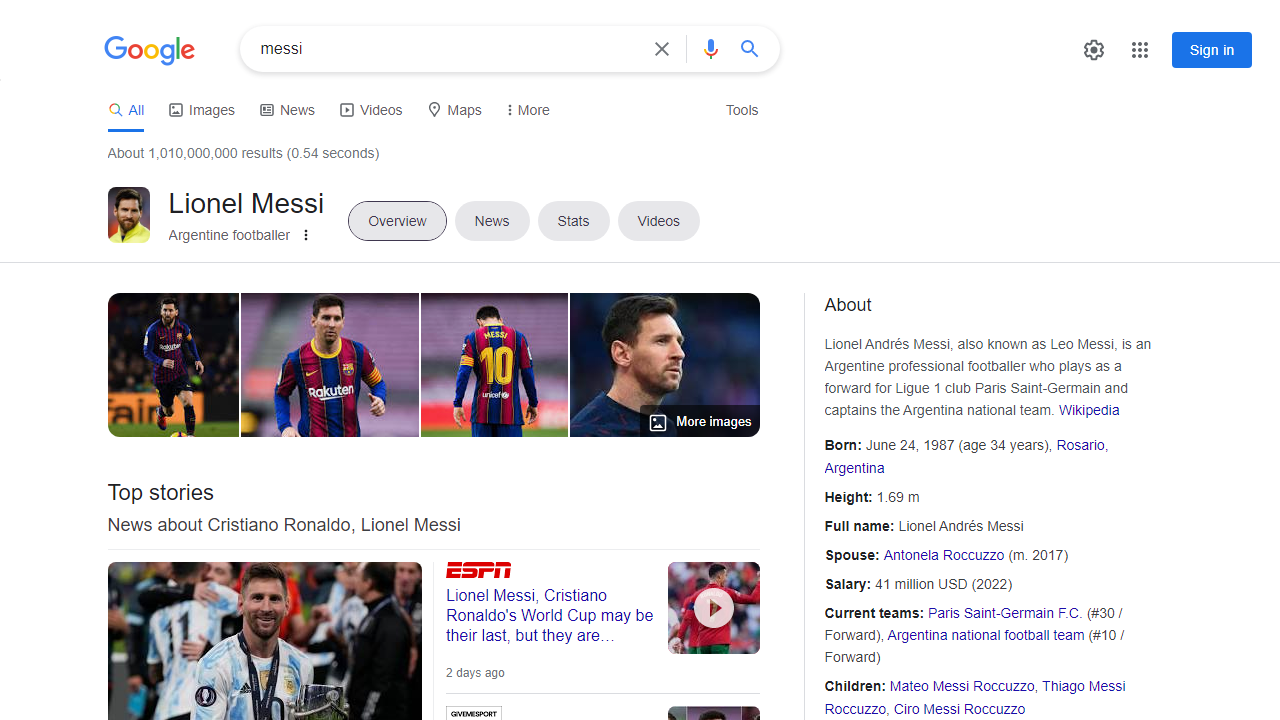 Google
messi
Sign in
All
Images
News
Videos
Maps
More
Tools
About 1,010,000,000 results (0.54 seconds)
Lionel Messi
Argentine footballer
Overview
News
Stats
Videos
Rakuten
Rakuten
MESSI
10
unicef
More images
Top stories
News about Cristiano Ronaldo, Lionel Messi
ESPN
Lionel Messi, Cristiano
Ronaldo's World Cup may be
their last, but they are...
2 days ago
GIVEMESPORT
About
Lionel Andrés Messi, also known as Leo Messi, is an
Argentine professional footballer who plays as a
forward for Ligue 1 club Paris Saint-Germain and
captains the Argentina national team. Wikipedia
Born: June 24, 1987 (age 34 years), Rosario,
Argentina
Height: 1.69 m
Full name: Lionel Andrés Messi
Spouse: Antonela Roccuzzo (m. 2017)
Salary: 41 million USD (2022)
Current teams: Paris Saint-Germain F.C. (#30 /
Forward), Argentina national football team (#10 /
Forward)
Children: Mateo Messi Roccuzzo, Thiago Messi
Roccuzzo, Ciro Messi Roccuzzo